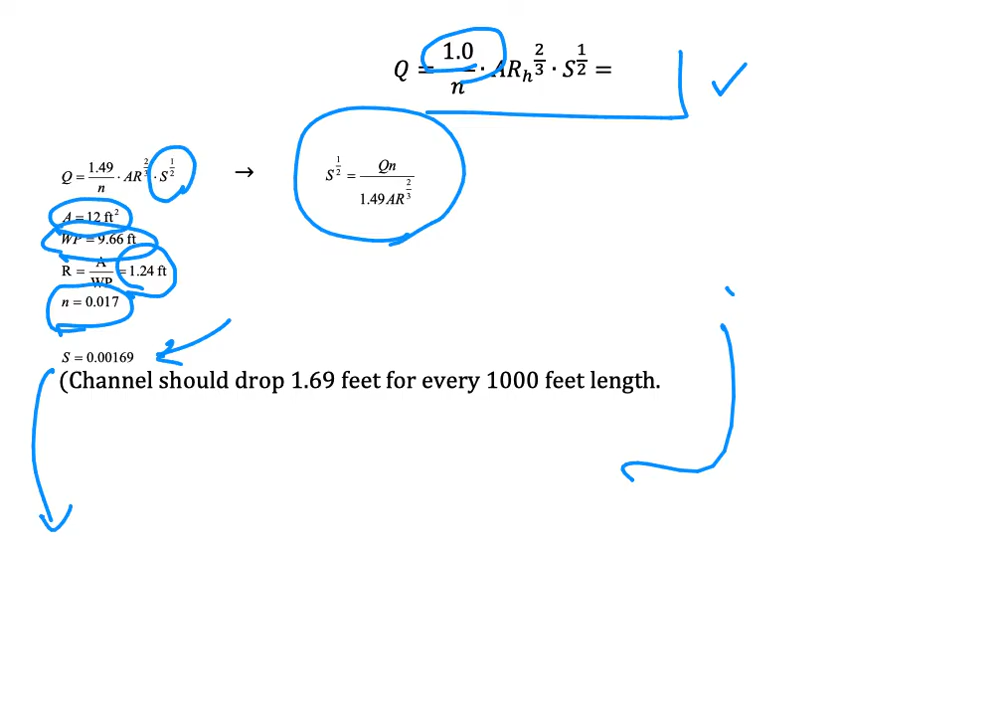 Q = 1.0/n · AR_h^2/3 · S^1/2 =
Q = 1.49/n · AR^2/3 · S^1/2 → S^1/2 = Qn/1.49AR^2/3
A = 12 ft²
WP = 9.66 ft
R = A/WP = 1.24 ft
n = 0.017
S = 0.00169
(Channel should drop 1.69 feet for every 1000 feet length.